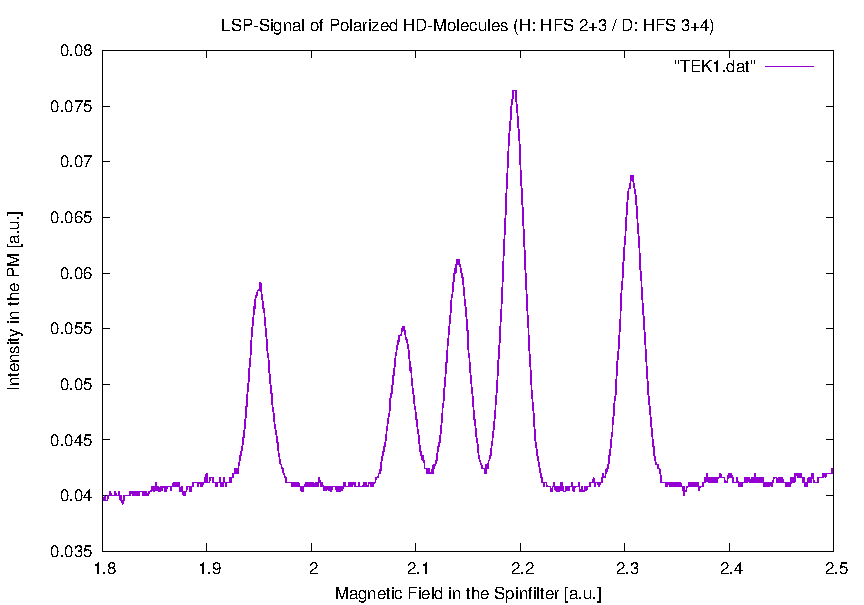 LSP-Signal of Polarized HD-Molecules (H: HFS 2+3 / D: HFS 3+4)
"TEK1.dat"
0.08
0.075
0.07
0.065
0.06
0.055
0.05
0.045
0.04
0.035
Intensity in the PM [a.u.]
1.8 1.9 2 2.1 2.2 2.3 2.4 2.5
Magnetic Field in the Spinfilter [a.u.]